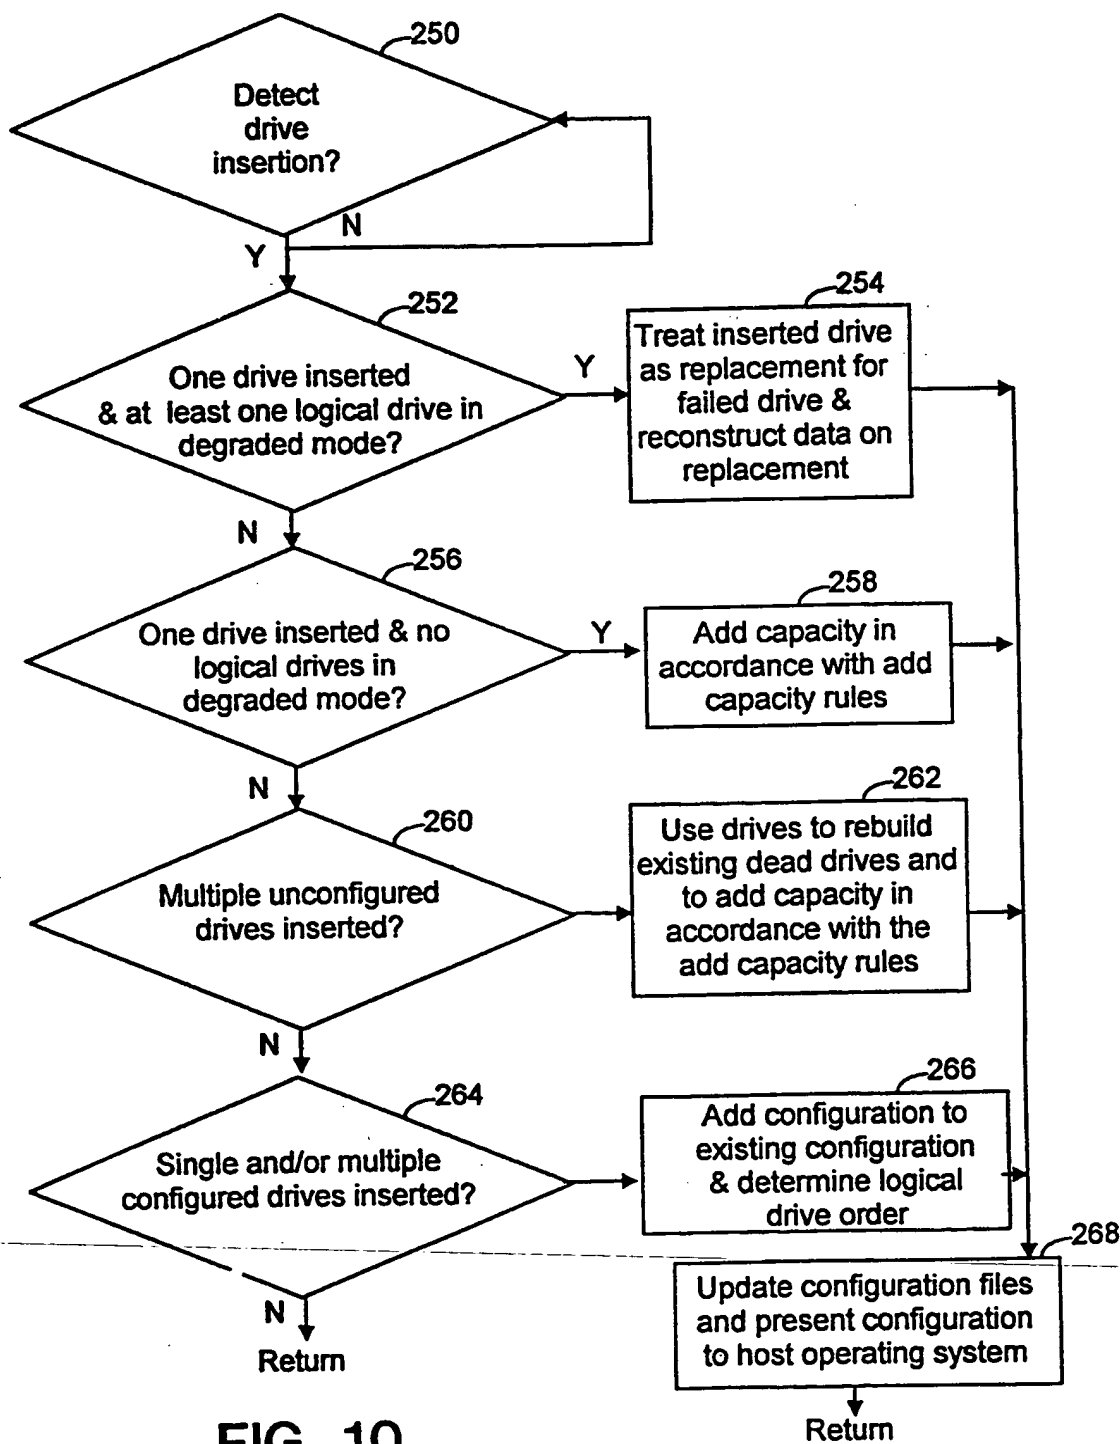 250
Detect
drive
insertion?
N
Y
252
One drive inserted
& at least one logical drive in
degraded mode?
Y
254
Treat inserted drive
as replacement for
failed drive &
reconstruct data on
replacement
N
256
One drive inserted & no
logical drives in
degraded mode?
Y
258
Add capacity in
accordance with add
capacity rules
N
260
Multiple unconfigured
drives inserted?
262
Use drives to rebuild
existing dead drives and
to add capacity in
accordance with the
add capacity rules
N
264
Single and/or multiple
configured drives inserted?
266
Add configuration to
existing configuration
& determine logical
drive order
N
Return
268
Update configuration files
and present configuration
to host operating system
Return
FIG. 10